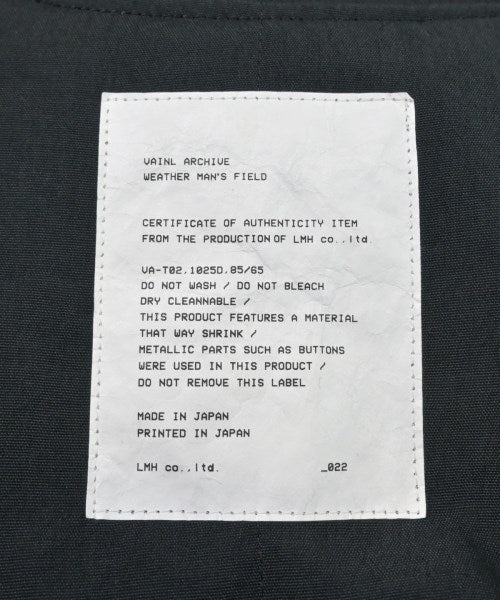 VAINL ARCHIVE
WEATHER MAN'S FIELD
CERTIFICATE OF AUTHENTICITY ITEM
FROM THE PRODUCTION OF LMH co.,ltd.
VA-T02,1025D,85/65
DO NOT WASH / DO NOT BLEACH
DRY CLEANNABLE /
THIS PRODUCT FEATURES A MATERIAL
THAT WAY SHRINK /
METALLIC PARTS SUCH AS BUTTONS
WERE USED IN THIS PRODUCT /
DO NOT REMOVE THIS LABEL
MADE IN JAPAN
PRINTED IN JAPAN
LMH co.,ltd. _022